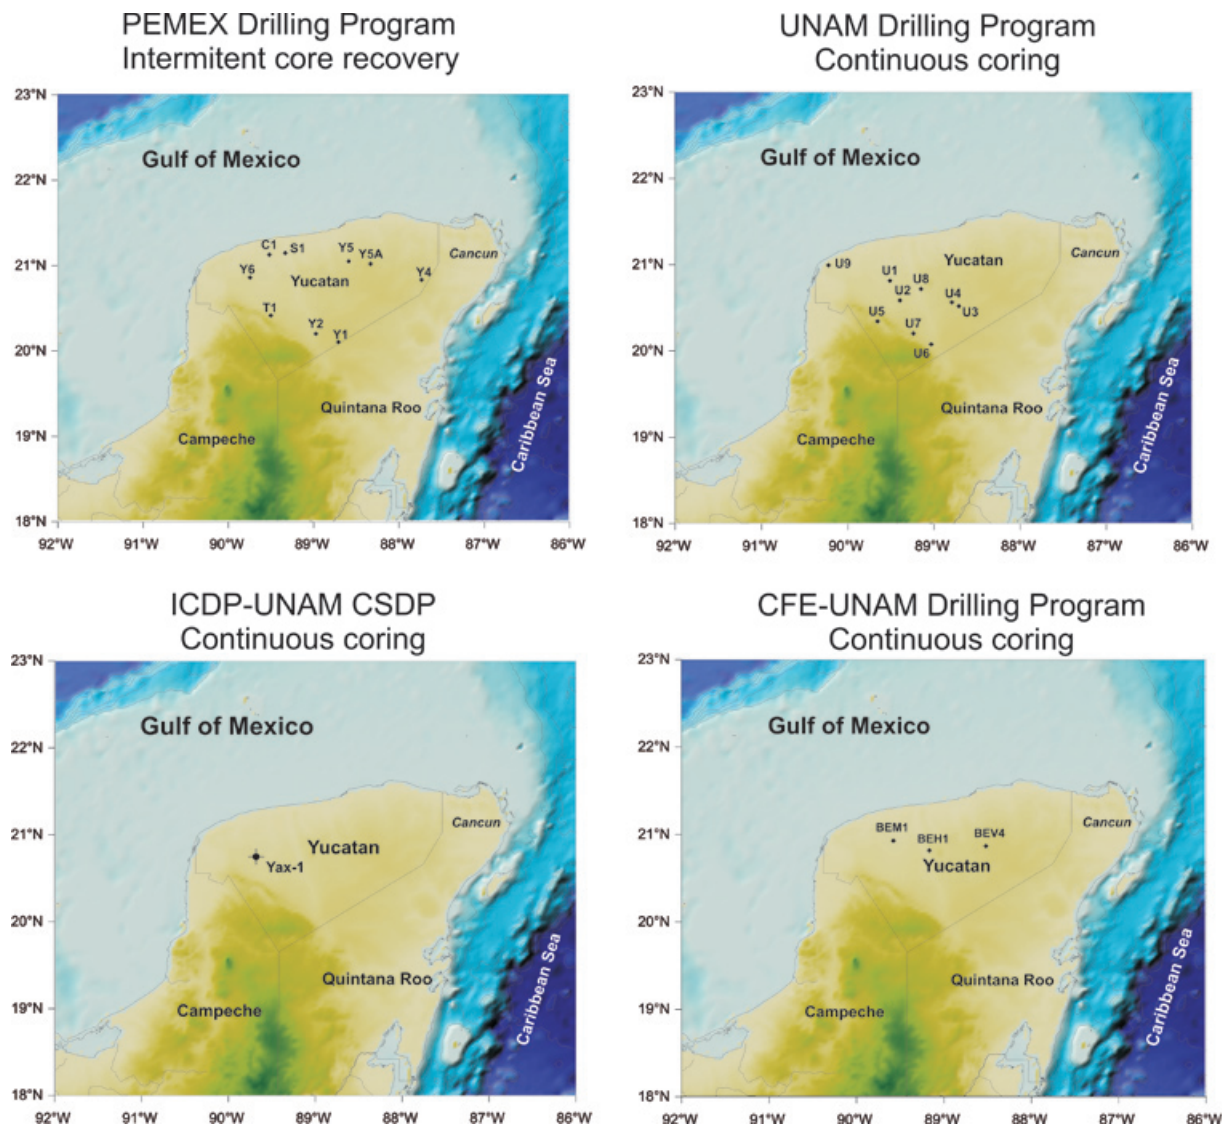 PEMEX Drilling Program
Intermitent core recovery
23°N
22°N
21°N
20°N
19°N
18°N
92°W 91°W 90°W 89°W 88°W 87°W 86°W
Gulf of Mexico
C1
S1
Y5
Y5A
Y6
Yucatan
Y4
Cancun
T1
Y2
Y1
Quintana Roo
Campeche
Caribbean Sea
UNAM Drilling Program
Continuous coring
23°N
22°N
21°N
20°N
19°N
18°N
92°W 91°W 90°W 89°W 88°W 87°W 86°W
Gulf of Mexico
U9
U1
U8
Yucatan
Cancun
U2
U4
U3
U5
U7
U6
Quintana Roo
Campeche
Caribbean Sea
ICDP-UNAM CSDP
Continuous coring
23°N
22°N
21°N
20°N
19°N
18°N
92°W 91°W 90°W 89°W 88°W 87°W 86°W
Gulf of Mexico
Cancun
Yucatan
Yax-1
Quintana Roo
Campeche
Caribbean Sea
CFE-UNAM Drilling Program
Continuous coring
23°N
22°N
21°N
20°N
19°N
18°N
92°W 91°W 90°W 89°W 88°W 87°W 86°W
Gulf of Mexico
BEM1
BEH1
BEV4
Cancun
Yucatan
Quintana Roo
Campeche
Caribbean Sea